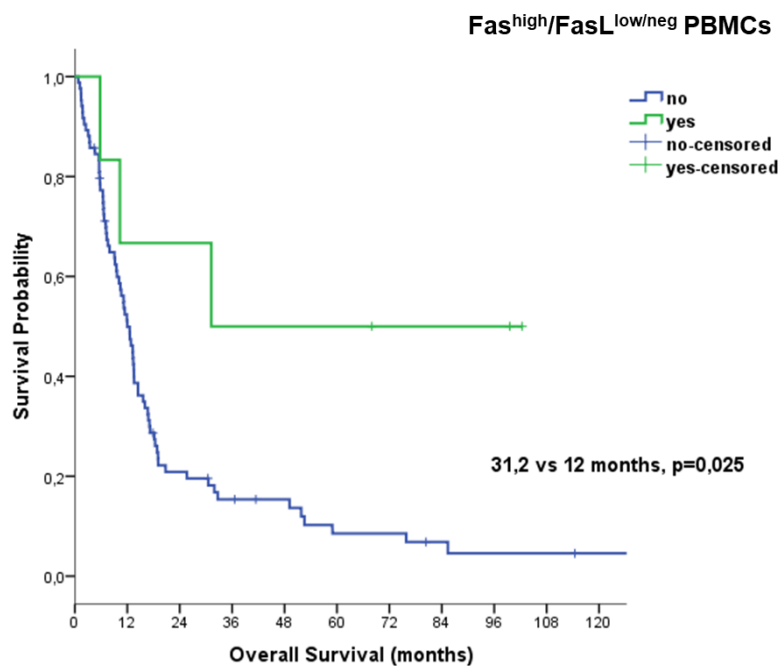 Fas^high/FasL^low/neg PBMCs
no
yes
no-censored
yes-censored
1,0
0,8
0,6
0,4
0,2
0,0
Survival Probability
31,2 vs 12 months, p=0,025
0 12 24 36 48 60 72 84 96 108 120
Overall Survival (months)